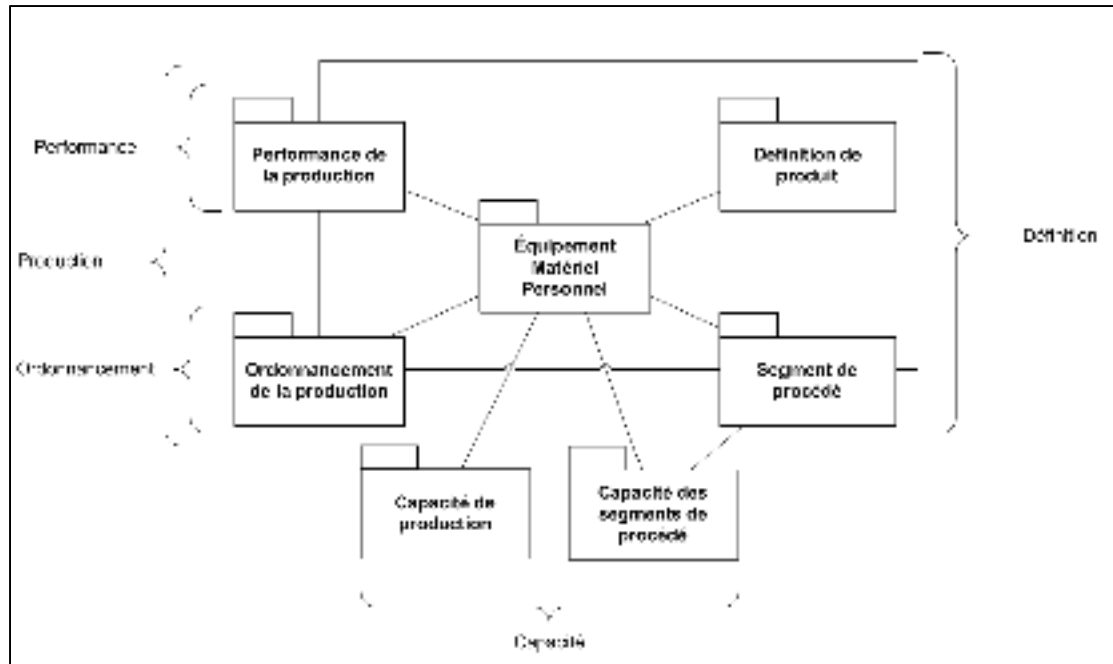 Performance
Performance de
la production
Définition de
produit
Équipement
Matériel
Personnel
Production
Définition
Ordonnancement
Ordonnancement
de la production
Segment de
procédé
Capacité de
production
Capacité des
segments de
procédé
Capacité